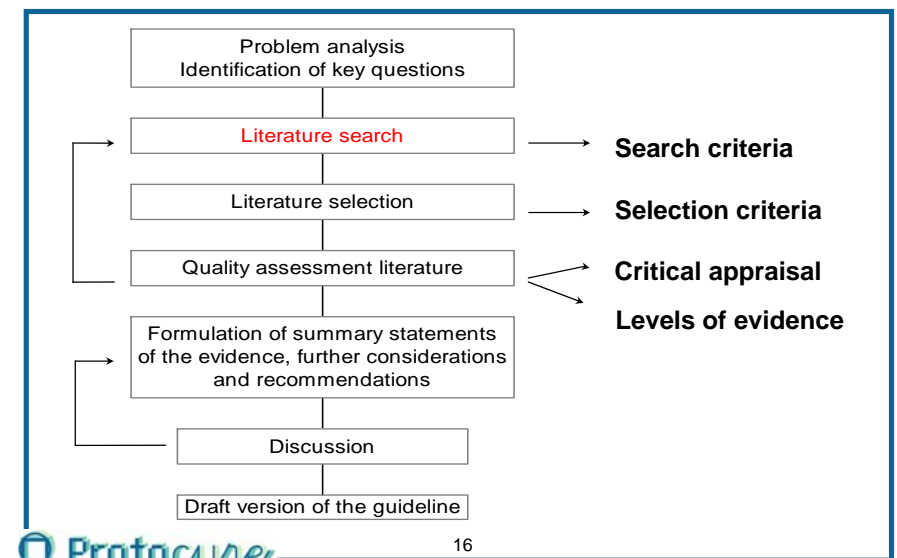 Problem analysis
Identification of key questions
Literature search
Search criteria
Literature selection
Selection criteria
Quality assessment literature
Critical appraisal
Levels of evidence
Formulation of summary statements
of the evidence, further considerations
and recommendations
Discussion
Draft version of the guideline
16